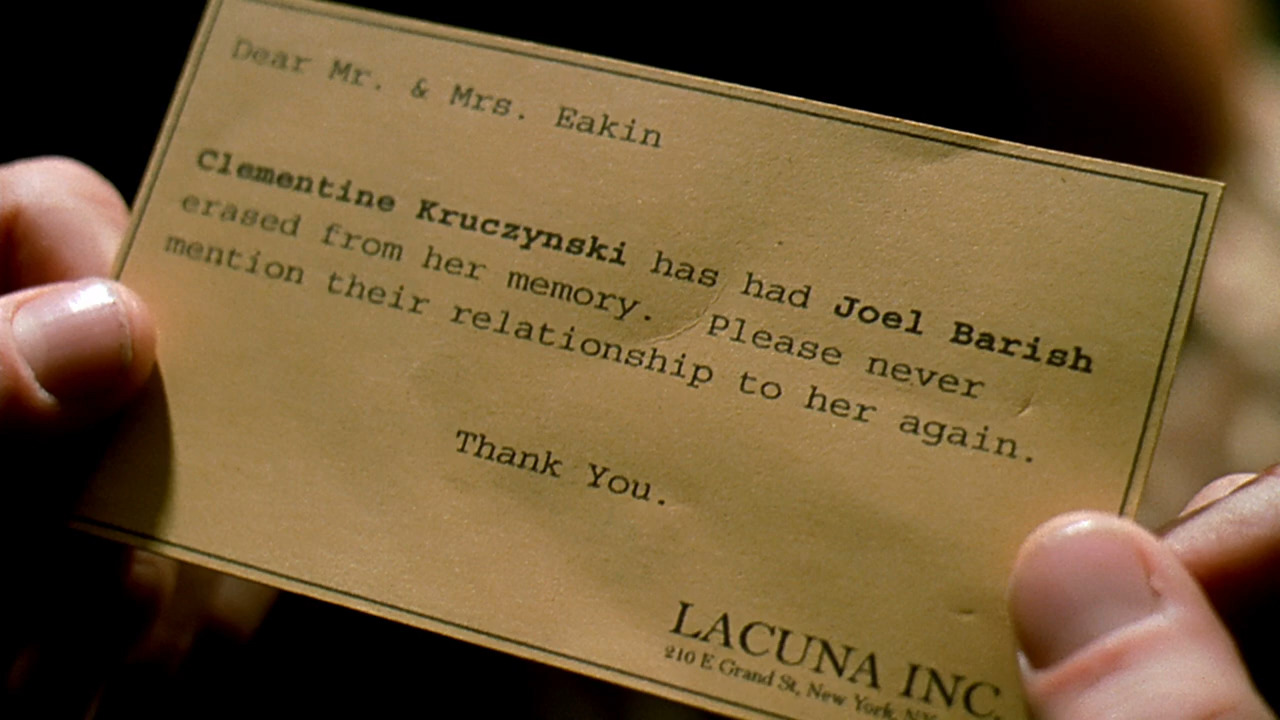 Dear Mr. & Mrs. Eakin
Clementine Kruczynski has had Joel Barish
erased from her memory. Please never
mention their relationship to her again.
Thank You.
LACUNA INC.
210 E Grand St, New York, NY